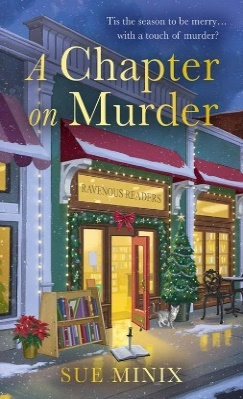 Tis the season to be merry...
with a touch of murder?
A Chapter
on Murder
RAVENOUS READERS
SUE MINIX